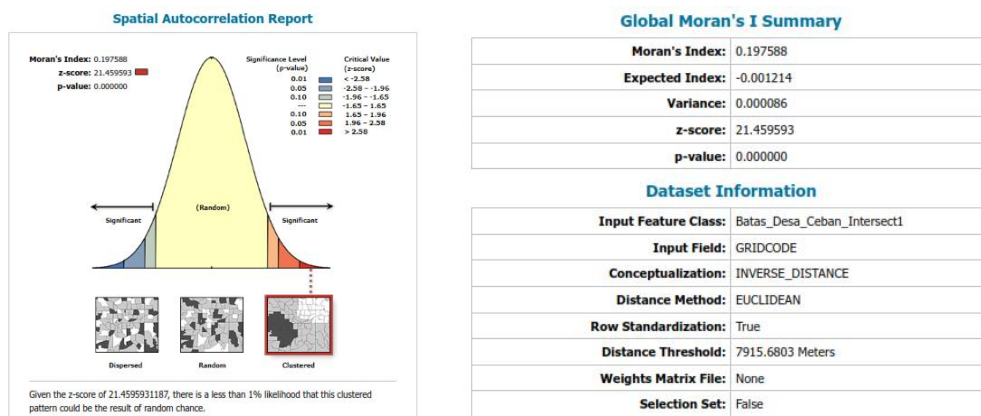 Spatial Autocorrelation Report
Moran's Index: 0.197588
z-score: 21.459593
p-value: 0.000000
Significance Level
(p-value)
Critical Value
(z-score)
0.01 < -2.58
0.05 -2.58 - -1.96
0.10 -1.96 - -1.65
--- -1.65 - 1.65
0.10 1.65 - 1.96
0.05 1.96 - 2.58
0.01 > 2.58
Significant
(Random)
Significant
Dispersed
Random
Clustered
Given the z-score of 21.4595931187, there is a less than 1% likelihood that this clustered
pattern could be the result of random chance.
Global Moran's I Summary
Moran's Index: 0.197588
Expected Index: -0.001214
Variance: 0.000086
z-score: 21.459593
p-value: 0.000000
Dataset Information
Input Feature Class: Batas_Desa_Ceban_Intersect1
Input Field: GRIDCODE
Conceptualization: INVERSE_DISTANCE
Distance Method: EUCLIDEAN
Row Standardization: True
Distance Threshold: 7915.6803 Meters
Weights Matrix File: None
Selection Set: False